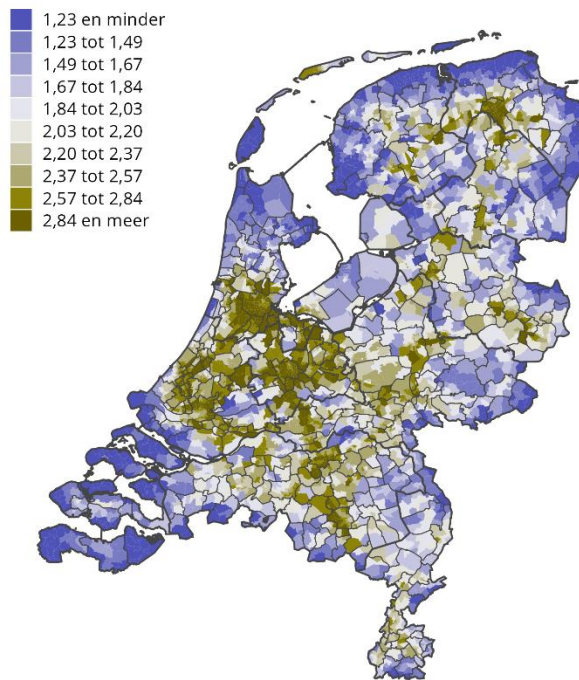 1,23 en minder
1,23 tot 1,49
1,49 tot 1,67
1,67 tot 1,84
1,84 tot 2,03
2,03 tot 2,20
2,20 tot 2,37
2,37 tot 2,57
2,57 tot 2,84
2,84 en meer